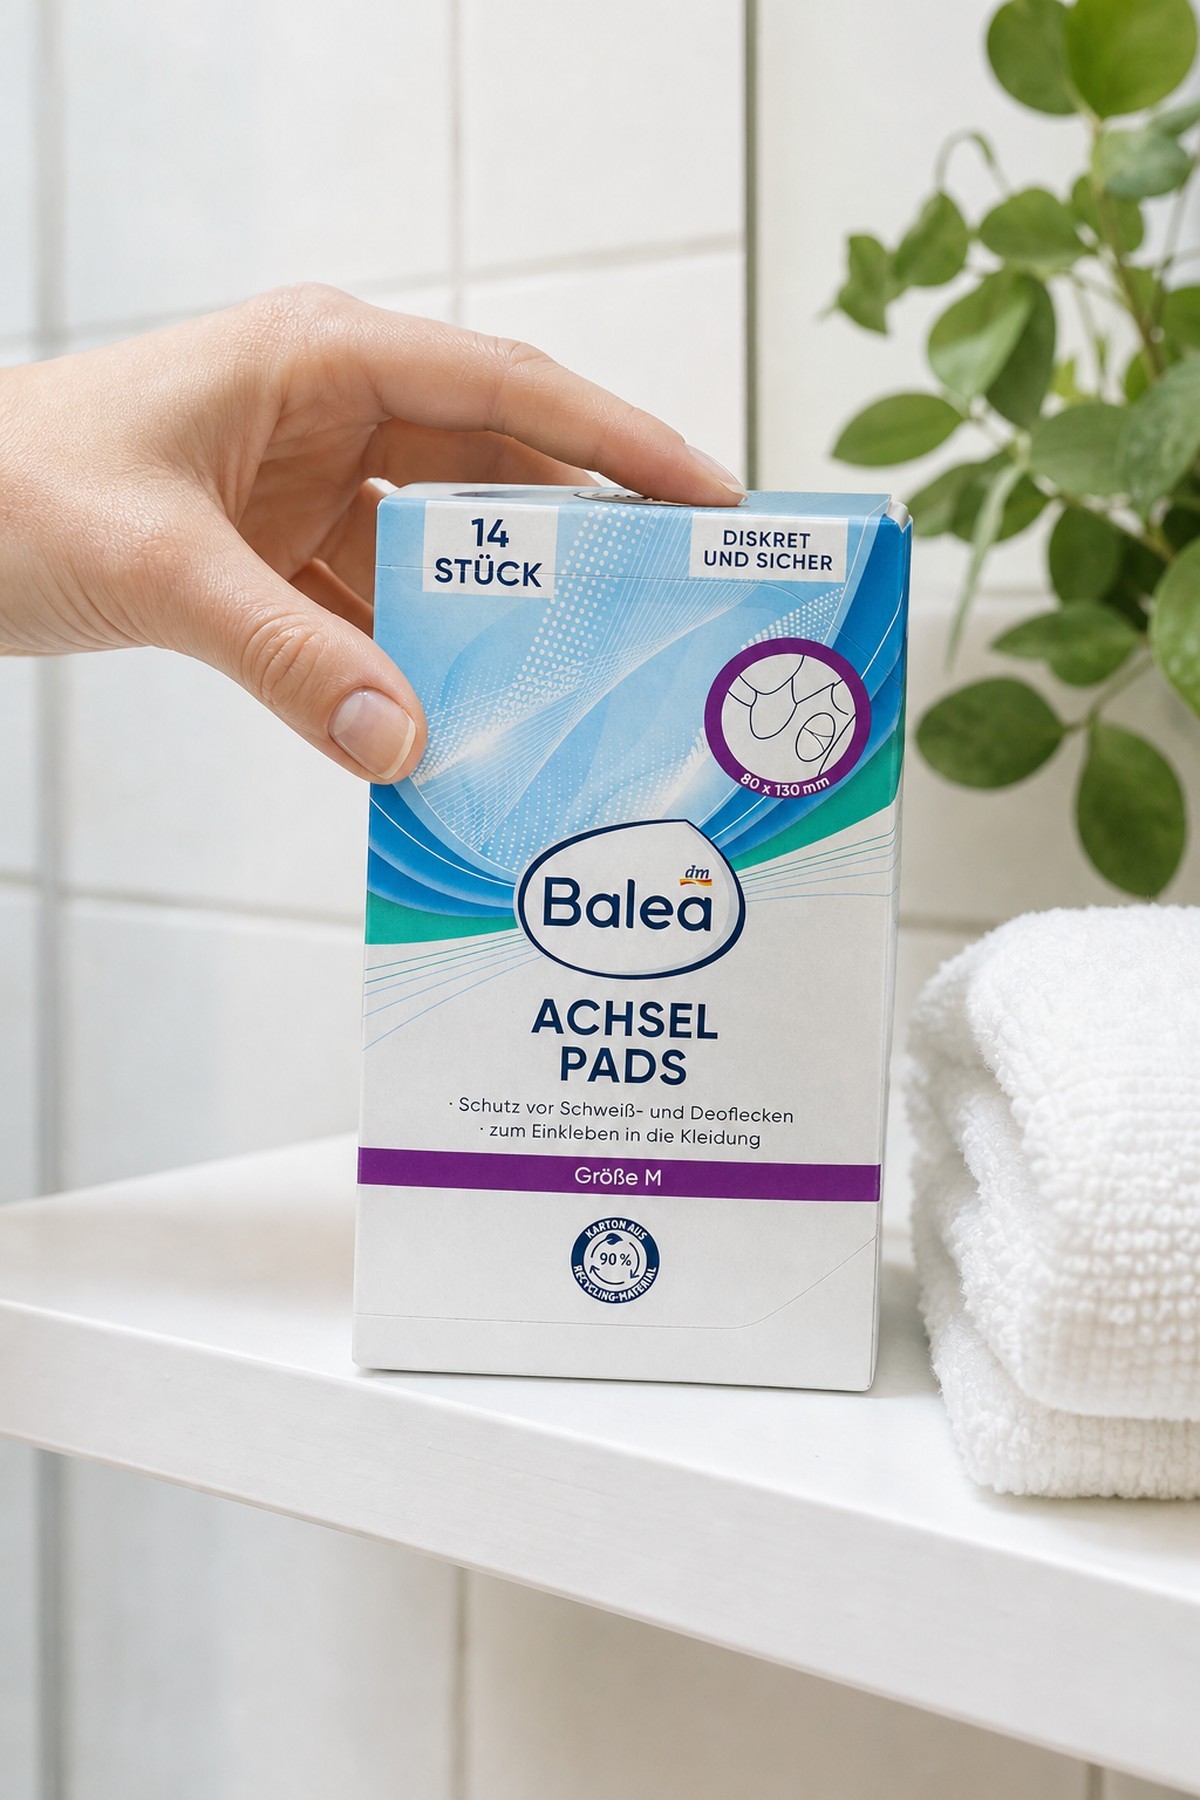 14
STÜCK
DISKRET
UND SICHER
80 x 130 mm
dm
Balea
ACHSEL
PADS
· Schutz vor Schweiß- und Deoflecken
· zum Einkleben in die Kleidung
Größe M
KARTON AUS
90 %
RECYCLING-MATERIAL